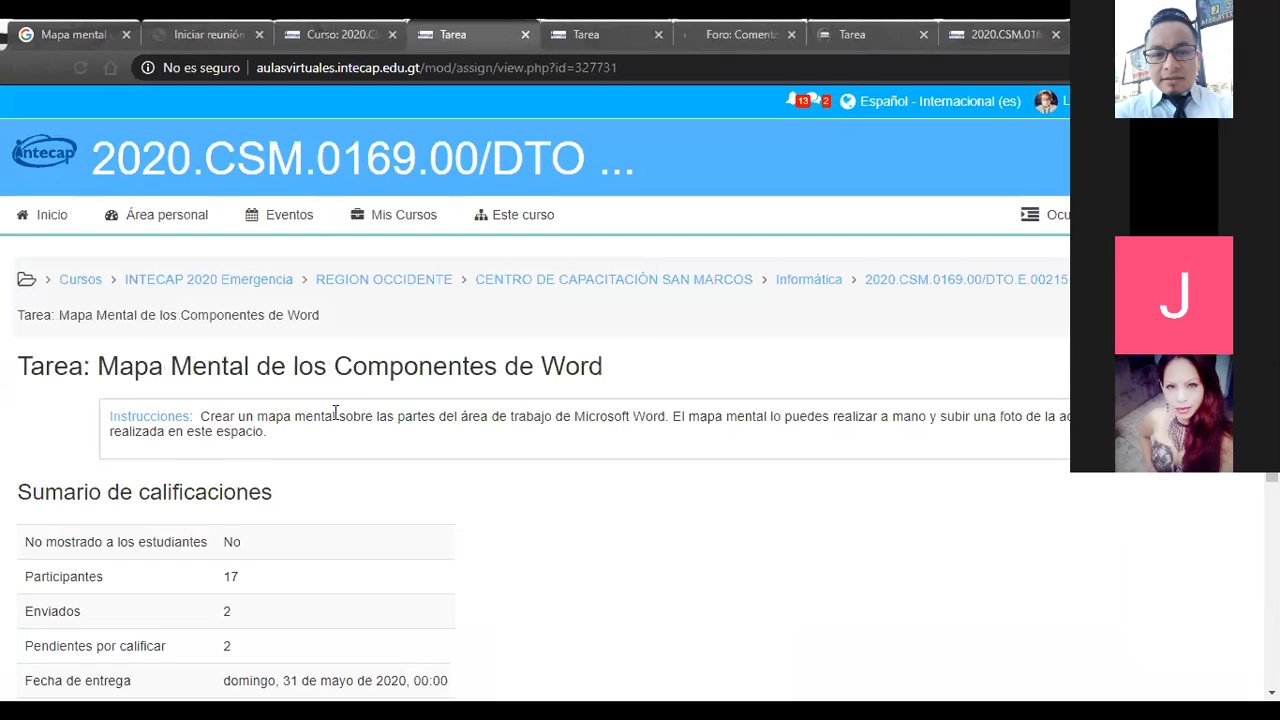 Mapa mental
Iniciar reunión
Curso: 2020.C
Tarea
Tarea
Foro: Coment
Tarea
2020.CSM.016
No es seguro
aulasvirtuales.intecap.edu.gt/mod/assign/view.php?id=327731
13
2
Español - Internacional (es)
L
intecap
2020.CSM.0169.00/DTO ...
Inicio
Área personal
Eventos
Mis Cursos
Este curso
Ocu
Cursos > INTECAP 2020 Emergencia > REGION OCCIDENTE > CENTRO DE CAPACITACIÓN SAN MARCOS > Informática > 2020.CSM.0169.00/DTO.E.00215
Tarea: Mapa Mental de los Componentes de Word
Tarea: Mapa Mental de los Componentes de Word
Instrucciones: Crear un mapa mental sobre las partes del área de trabajo de Microsoft Word. El mapa mental lo puedes realizar a mano y subir una foto de la ac
realizada en este espacio.
Sumario de calificaciones
No mostrado a los estudiantes No
Participantes 17
Enviados 2
Pendientes por calificar 2
Fecha de entrega domingo, 31 de mayo de 2020, 00:00
J